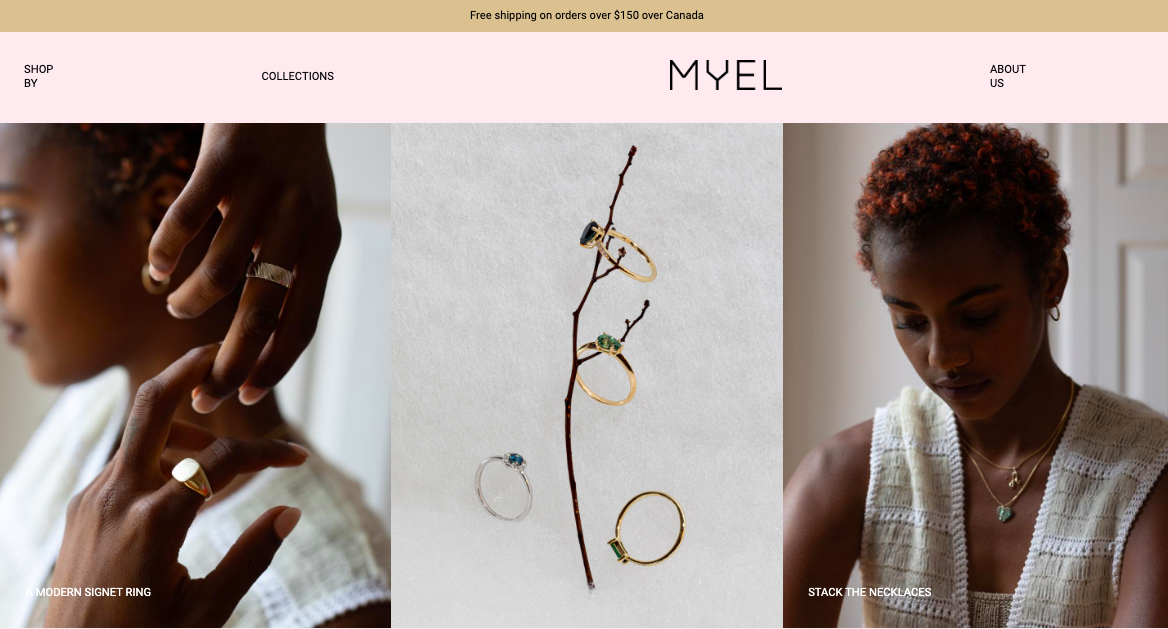 Free shipping on orders over $150 over Canada
SHOP
BY
COLLECTIONS
MYEL
ABOUT
US
A MODERN SIGNET RING
STACK THE NECKLACES